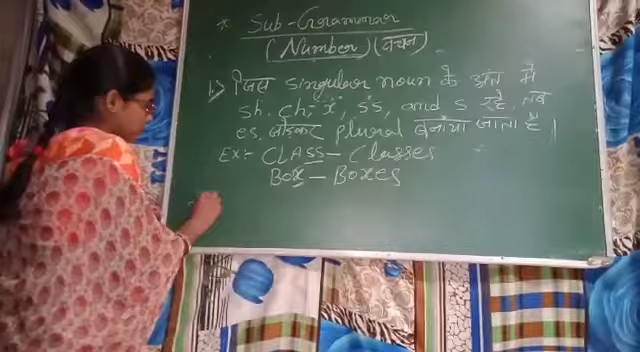 * Sub-Grammar
(Number) (वचन)
1.> जिस singular noun के अंत में
sh, ch, x, ss, and s रहे, तब
es जोड़कर plural बनाया जाता है।
Ex:- CLASS - Classes
BOX - Boxes